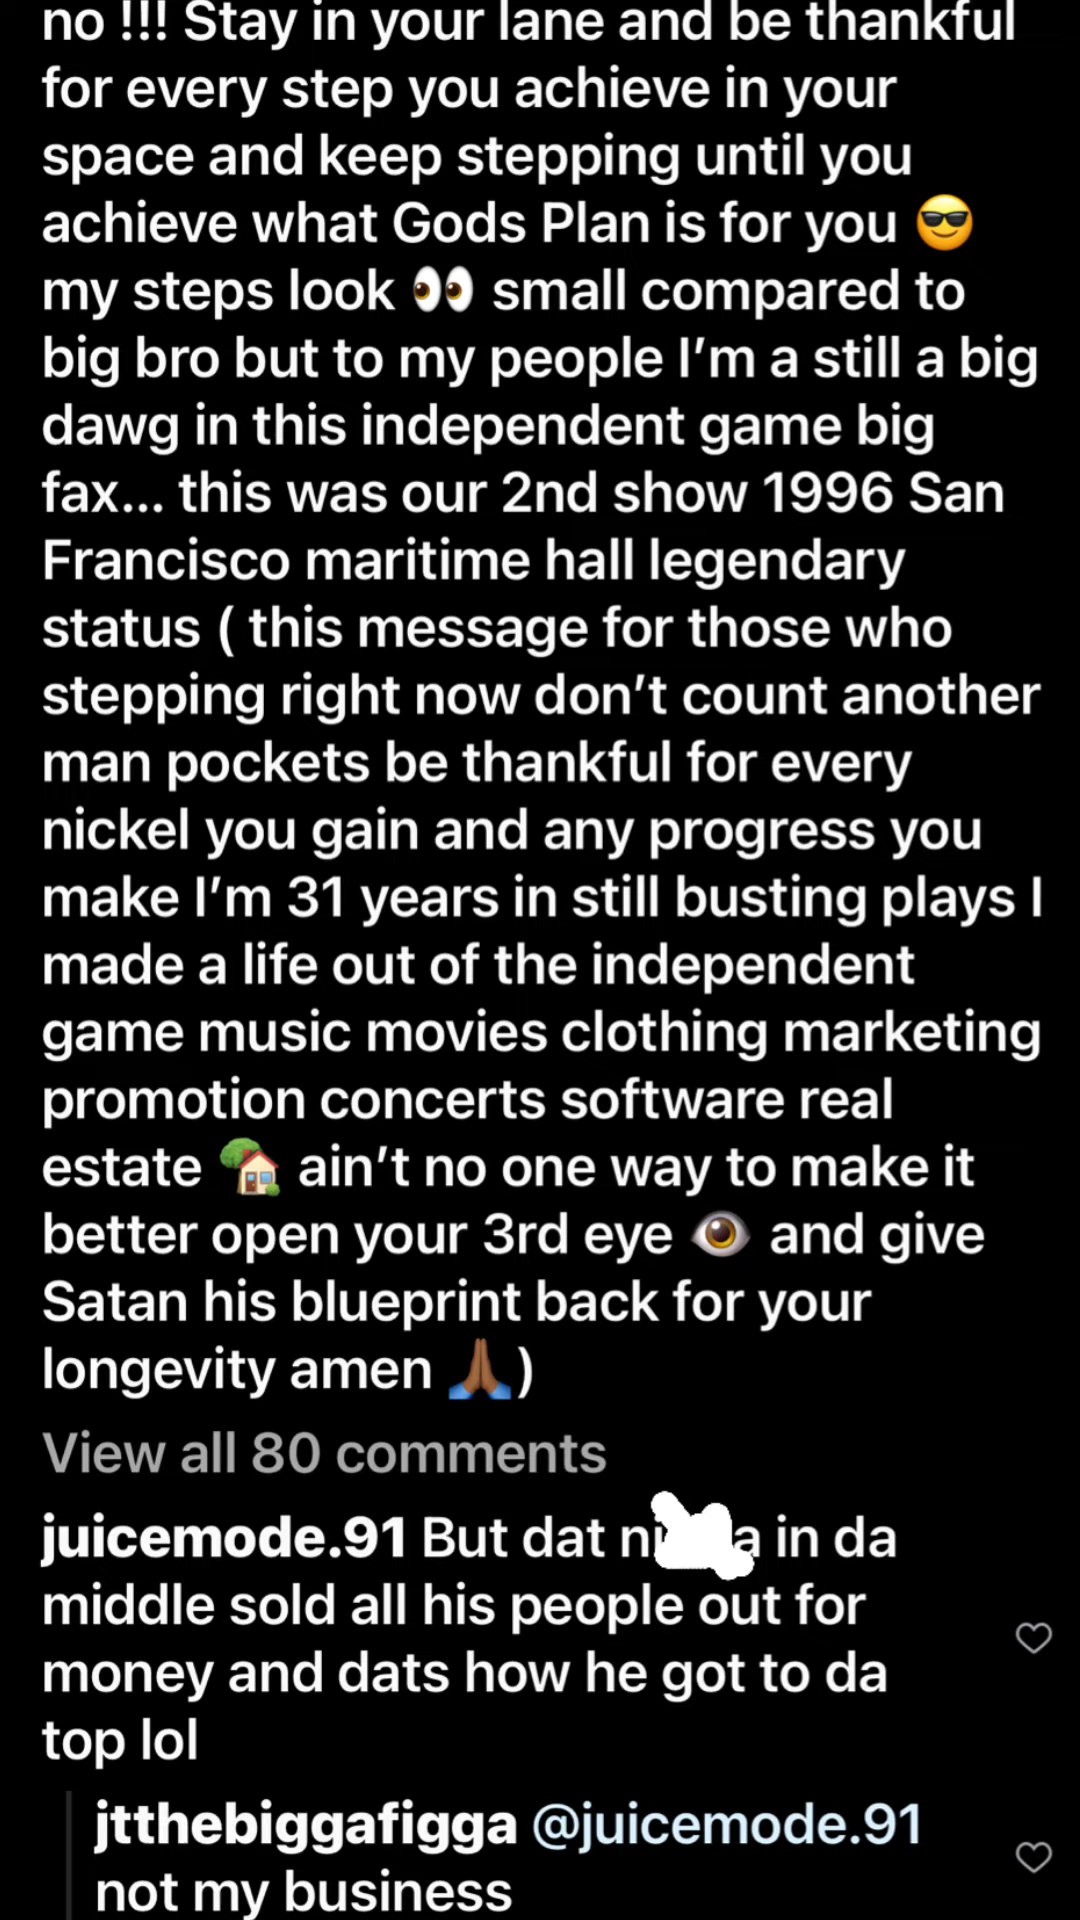 no !!! Stay in your lane and be thankful
for every step you achieve in your
space and keep stepping until you
achieve what Gods Plan is for you 😎
my steps look 👀 small compared to
big bro but to my people I’m a still a big
dawg in this independent game big
fax... this was our 2nd show 1996 San
Francisco maritime hall legendary
status ( this message for those who
stepping right now don’t count another
man pockets be thankful for every
nickel you gain and any progress you
make I’m 31 years in still busting plays I
made a life out of the independent
game music movies clothing marketing
promotion concerts software real
estate 🏡 ain’t no one way to make it
better open your 3rd eye 👁 and give
Satan his blueprint back for your
longevity amen 🙏🏾)
View all 80 comments
juicemode.91 But dat in da
middle sold all his people out for
money and dats how he got to da
top lol
jtthebiggafigga @juicemode.91
not my business